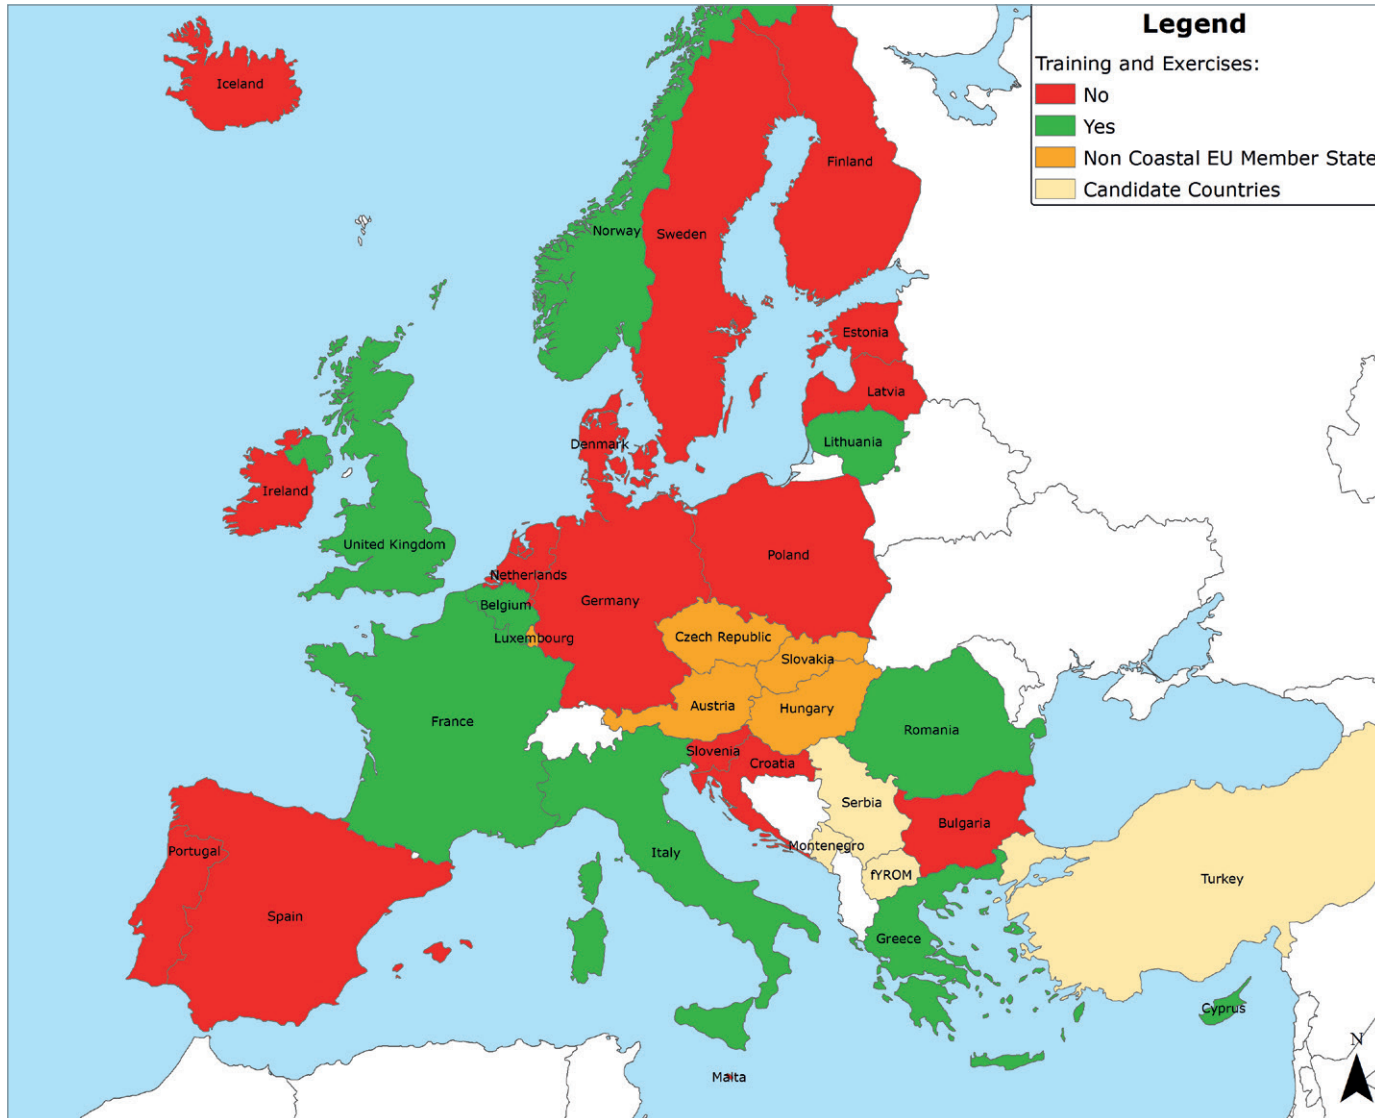 Legend
Training and Exercises:
No
Yes
Non Coastal EU Member State
Candidate Countries
Iceland
Finland
Norway
Sweden
Estonia
Latvia
Lithuania
Denmark
Ireland
United Kingdom
Poland
Netherlands
Germany
Belgium
Luxembourg
Czech Republic
Slovakia
Austria
Hungary
France
Romania
Slovenia
Croatia
Serbia
Bulgaria
Montenegro
Portugal
Italy
fYROM
Turkey
Spain
Greece
Cyprus
N
Malta